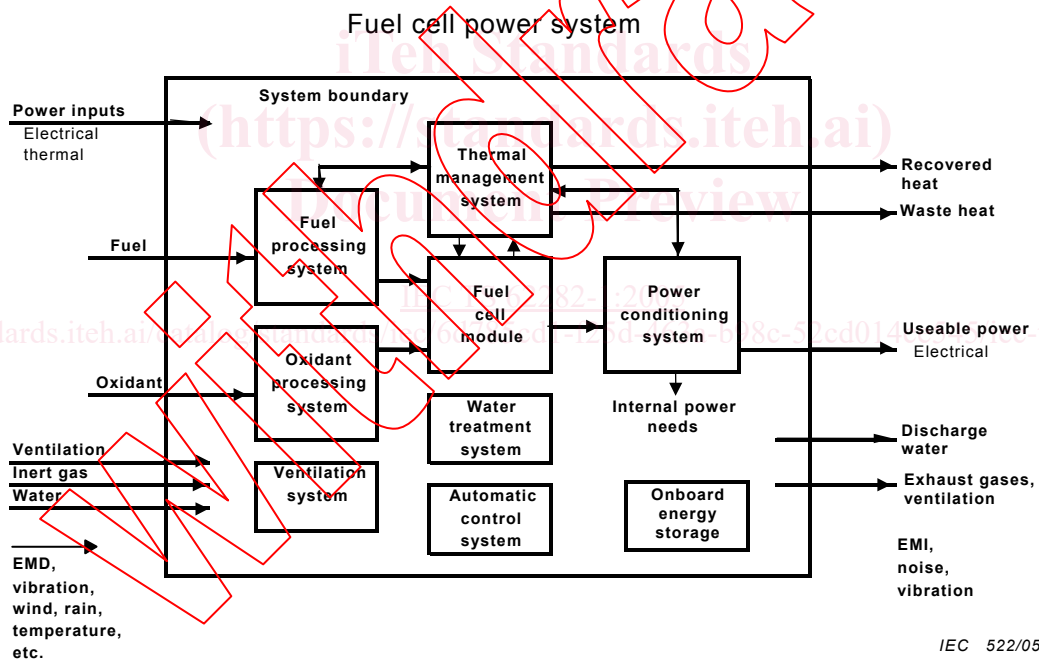 Fuel cell power system
iTeh Standards
(https://standards.iteh.ai)
Document Preview
System boundary
Power inputs
Electrical
thermal
Thermal
management
system
Recovered
heat
Waste heat
Fuel
Fuel
processing
system
Fuel
cell
module
Power
conditioning
system
Useable power
Electrical
Oxidant
Oxidant
processing
system
Internal power
needs
Water
treatment
system
Discharge
water
Ventilation
Inert gas
Water
Ventilation
system
Automatic
control
system
Onboard
energy
storage
Exhaust gases,
ventilation
EMD,
vibration,
wind, rain,
temperature,
etc.
EMI,
noise,
vibration
IEC 522/05